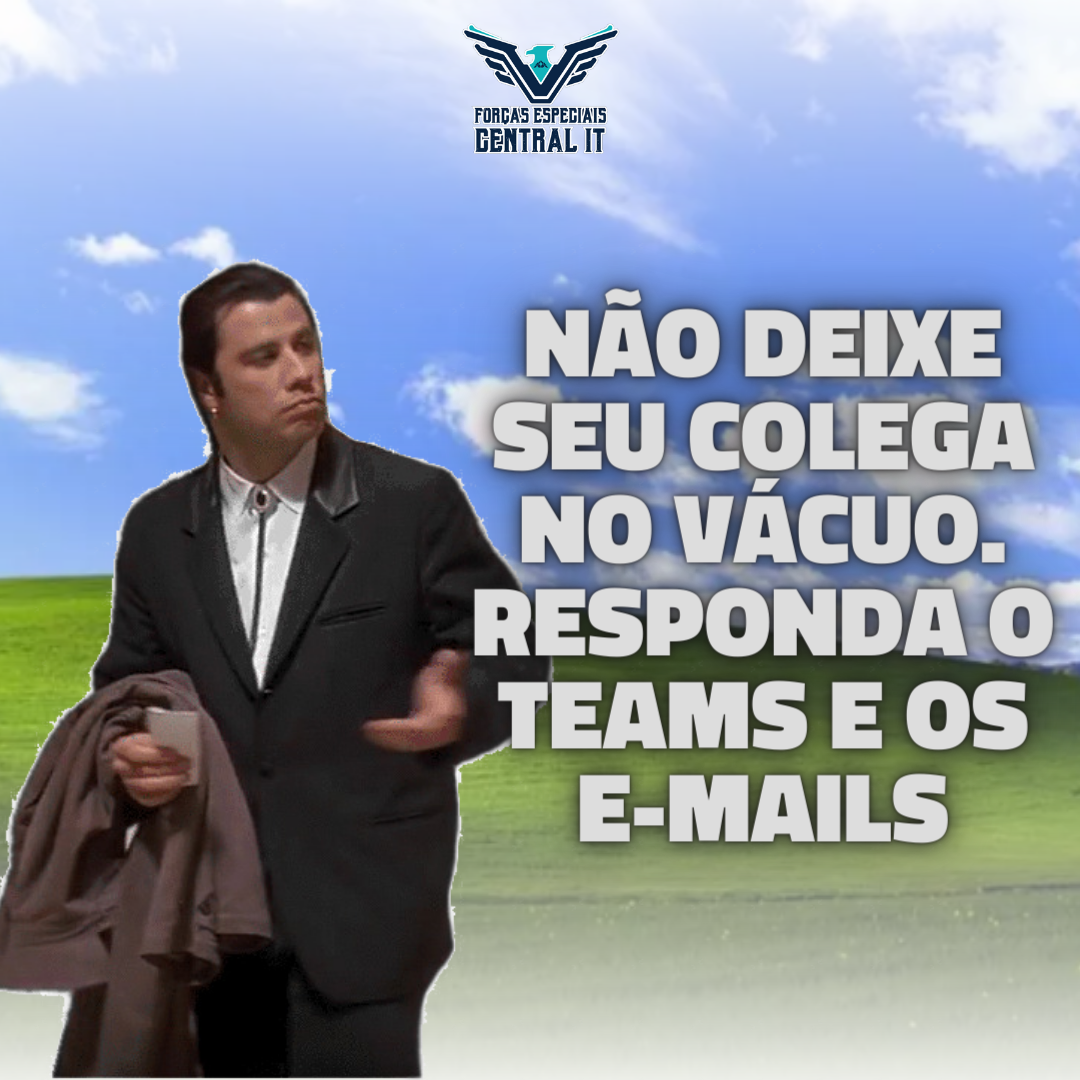 FORÇAS ESPECIAIS
CENTRAL IT
NÃO DEIXE
SEU COLEGA
NO VÁCUO.
RESPONDA O
TEAMS E OS
E-MAILS